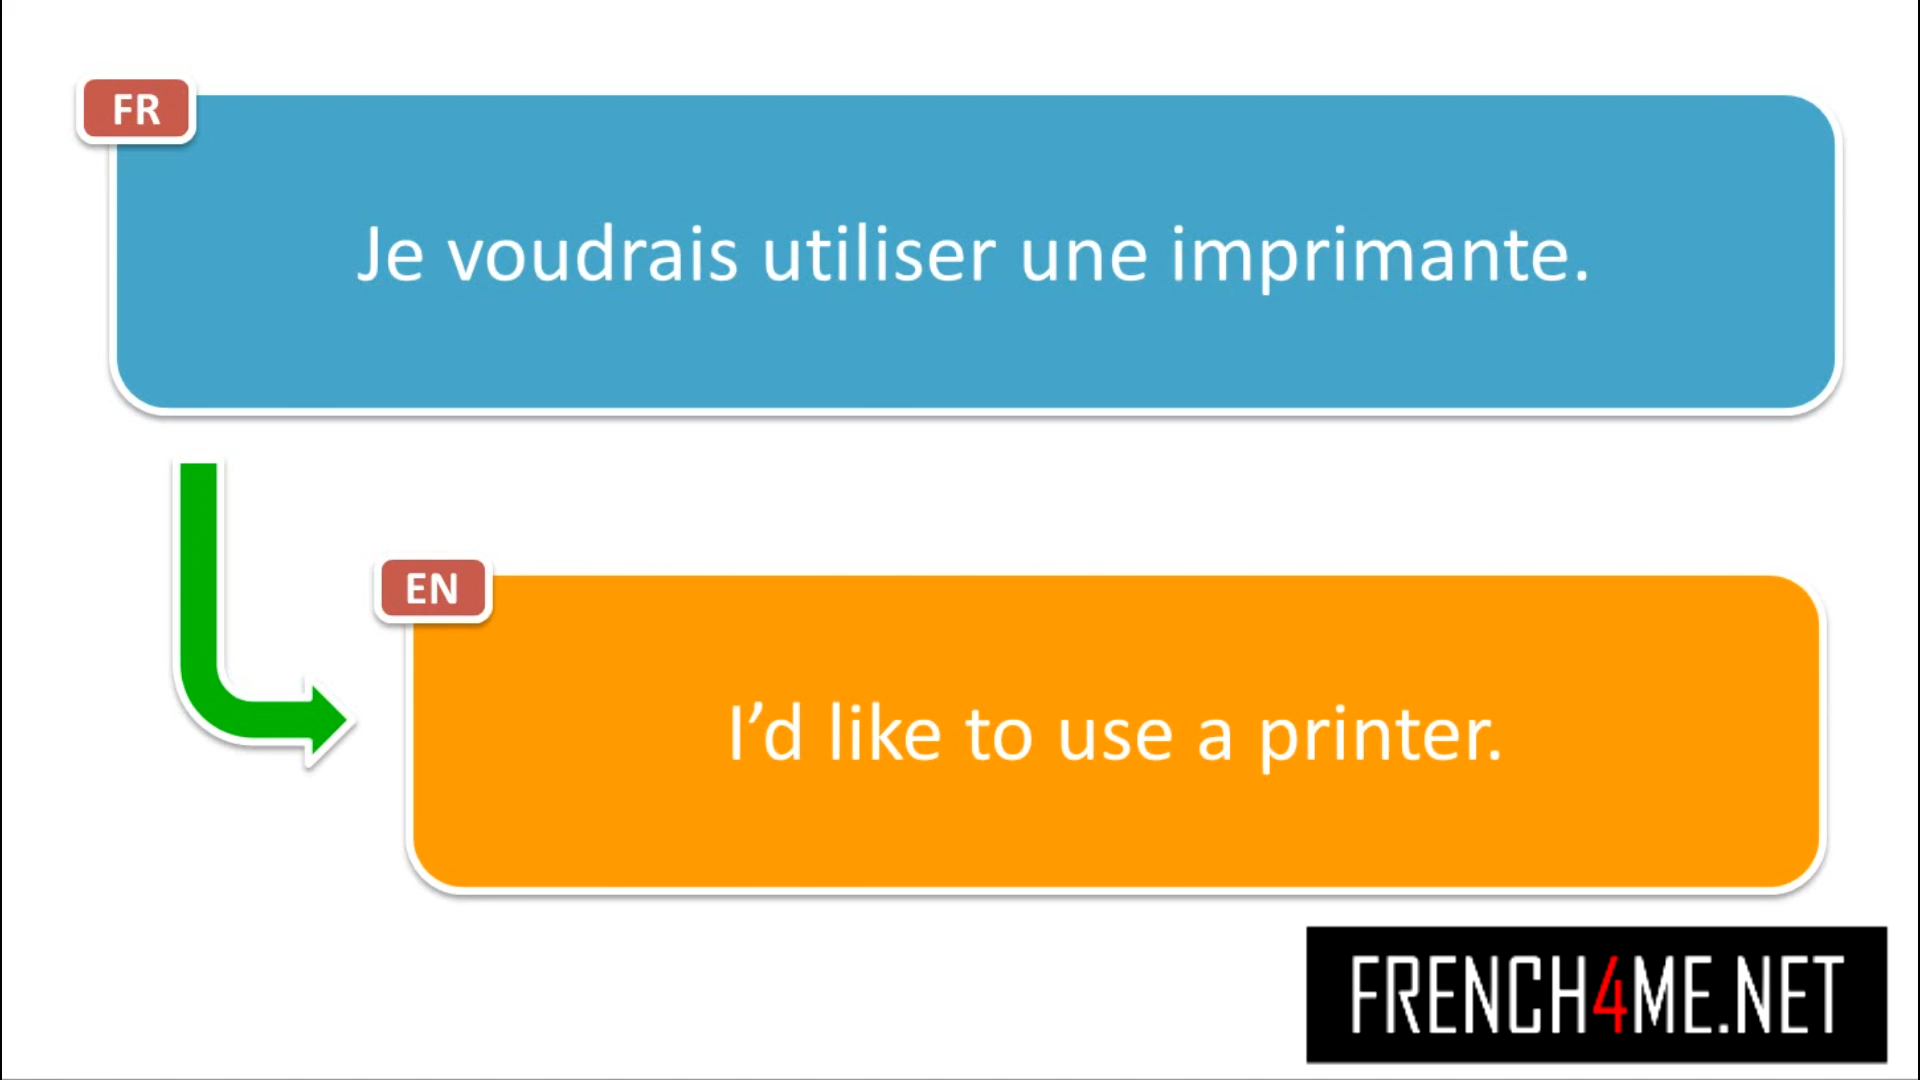 FR
Je voudrais utiliser une imprimante.
EN
I’d like to use a printer.
FRENCH4ME.NET